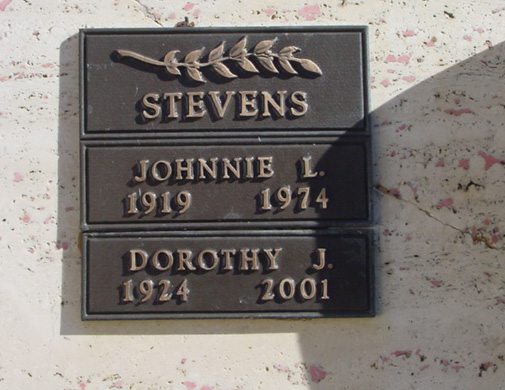 STEVENS
JOHNNIE L.
1919 1974
DOROTHY J.
1924 2001